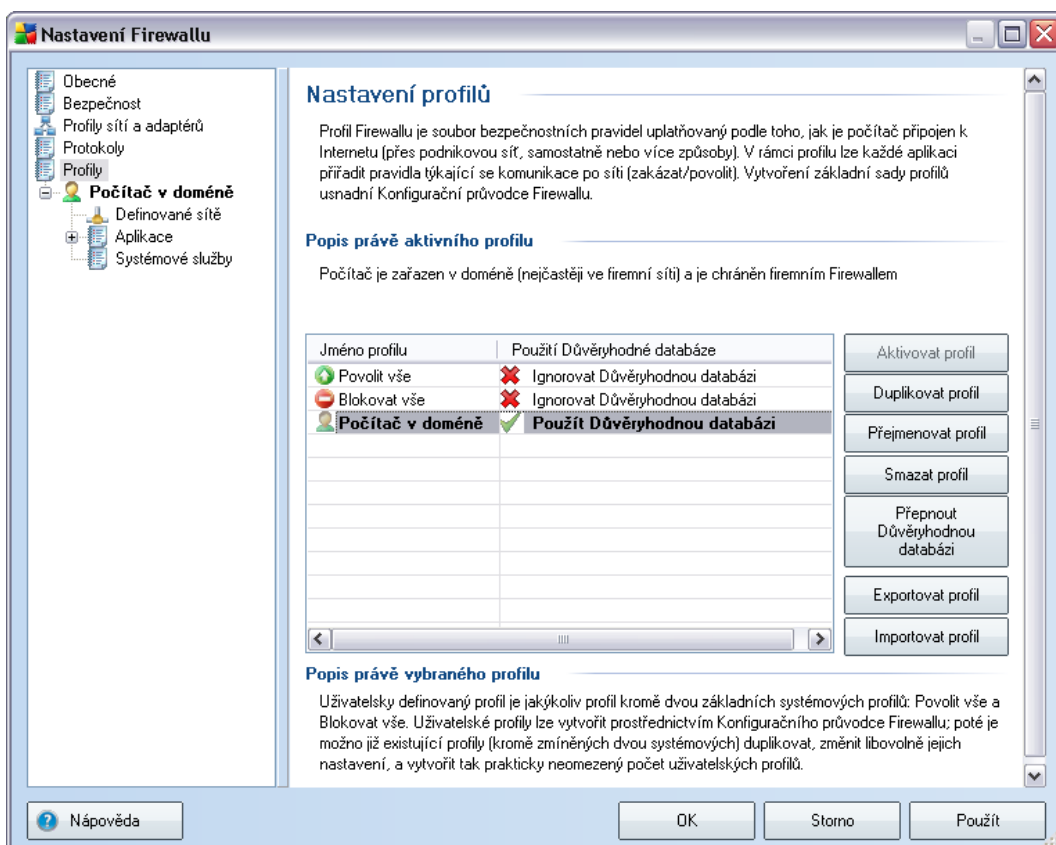 Nastavení Firewallu
Obecné
Bezpečnost
Profily sítí a adaptérů
Protokoly
Profily
Počítač v doméně
Definované sítě
Aplikace
Systémové služby
Nastavení profilů
Profil Firewallu je soubor bezpečnostních pravidel uplatňovaný podle toho, jak je počítač připojen k
Internetu (přes podnikovou síť, samostatně nebo více způsoby). V rámci profilu lze každé aplikaci
přiřadit pravidla týkající se komunikace po síti (zakázat/povolit). Vytvoření základní sady profilů
usnadní Konfigurační průvodce Firewallu.
Popis právě aktivního profilu
Počítač je zařazen v doméně (nejčastěji ve firemní síti) a je chráněn firemním Firewallem
Jméno profilu
Použití Důvěryhodné databáze
Povolit vše
Ignorovat Důvěryhodnou databázi
Blokovat vše
Ignorovat Důvěryhodnou databázi
Počítač v doméně
Použít Důvěryhodnou databázi
Aktivovat profil
Duplikovat profil
Přejmenovat profil
Smazat profil
Přepnout
Důvěryhodnou
databázi
Exportovat profil
Importovat profil
Popis právě vybraného profilu
Uživatelsky definovaný profil je jakýkoliv profil kromě dvou základních systémových profilů: Povolit vše a
Blokovat vše. Uživatelské profily lze vytvořit prostřednictvím Konfiguračního průvodce Firewallu; poté je
možno již existující profily (kromě zmíněných dvou systémových) duplikovat, změnit libovolně jejich
nastavení, a vytvořit tak prakticky neomezený počet uživatelských profilů.
Nápověda
OK
Storno
Použít